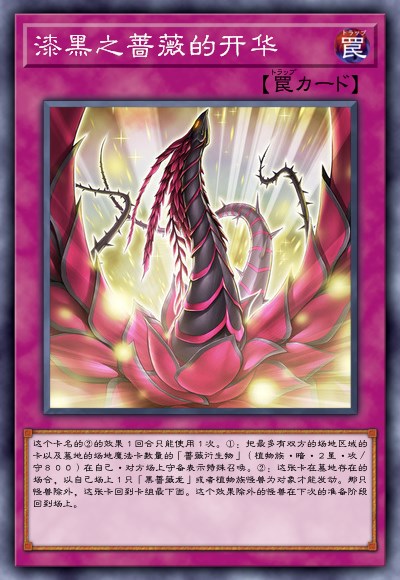 漆黑之蔷薇的开华
トラップ
罠
トラップ
【罠カード】
这个卡名的②的效果1回合只能使用1次。①：把最多有双方的场地区域的
卡以及墓地的场地魔法卡数量的「蔷薇衍生物」（植物族·暗·2星·攻/
守800）在自己·对方场上守备表示特殊召唤。②：这张卡在墓地存在的
场合，以自己场上1只「黑蔷薇龙」或者植物族怪兽为对象才能发动。那只
怪兽除外，这张卡回到卡组最下面。这个效果除外的怪兽在下次的准备阶段
回到场上。